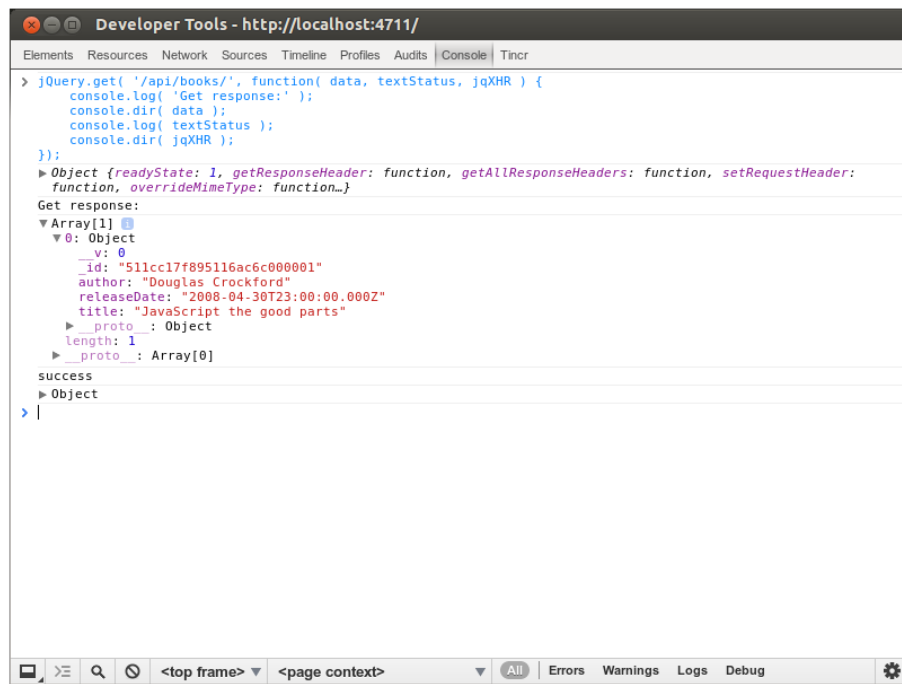 Developer Tools - http://localhost:4711/
Elements Resources Network Sources Timeline Profiles Audits Console Tincr
> jQuery.get( '/api/books/', function( data, textStatus, jqXHR ) {
console.log( 'Get response:' );
console.dir( data );
console.log( textStatus );
console.dir( jqXHR );
});
▶ Object {readyState: 1, getResponseHeader: function, getAllResponseHeaders: function, setRequestHeader:
function, overrideMimeType: function…}
Get response:
▼ Array[1] i
▼ 0: Object
__v: 0
_id: "511cc17f895116ac6c000001"
author: "Douglas Crockford"
releaseDate: "2008-04-30T23:00:00.000Z"
title: "JavaScript the good parts"
▶ __proto__: Object
length: 1
▶ __proto__: Array[0]
success
▶ Object
>
<top frame> ▼ <page context> ▼ All Errors Warnings Logs Debug